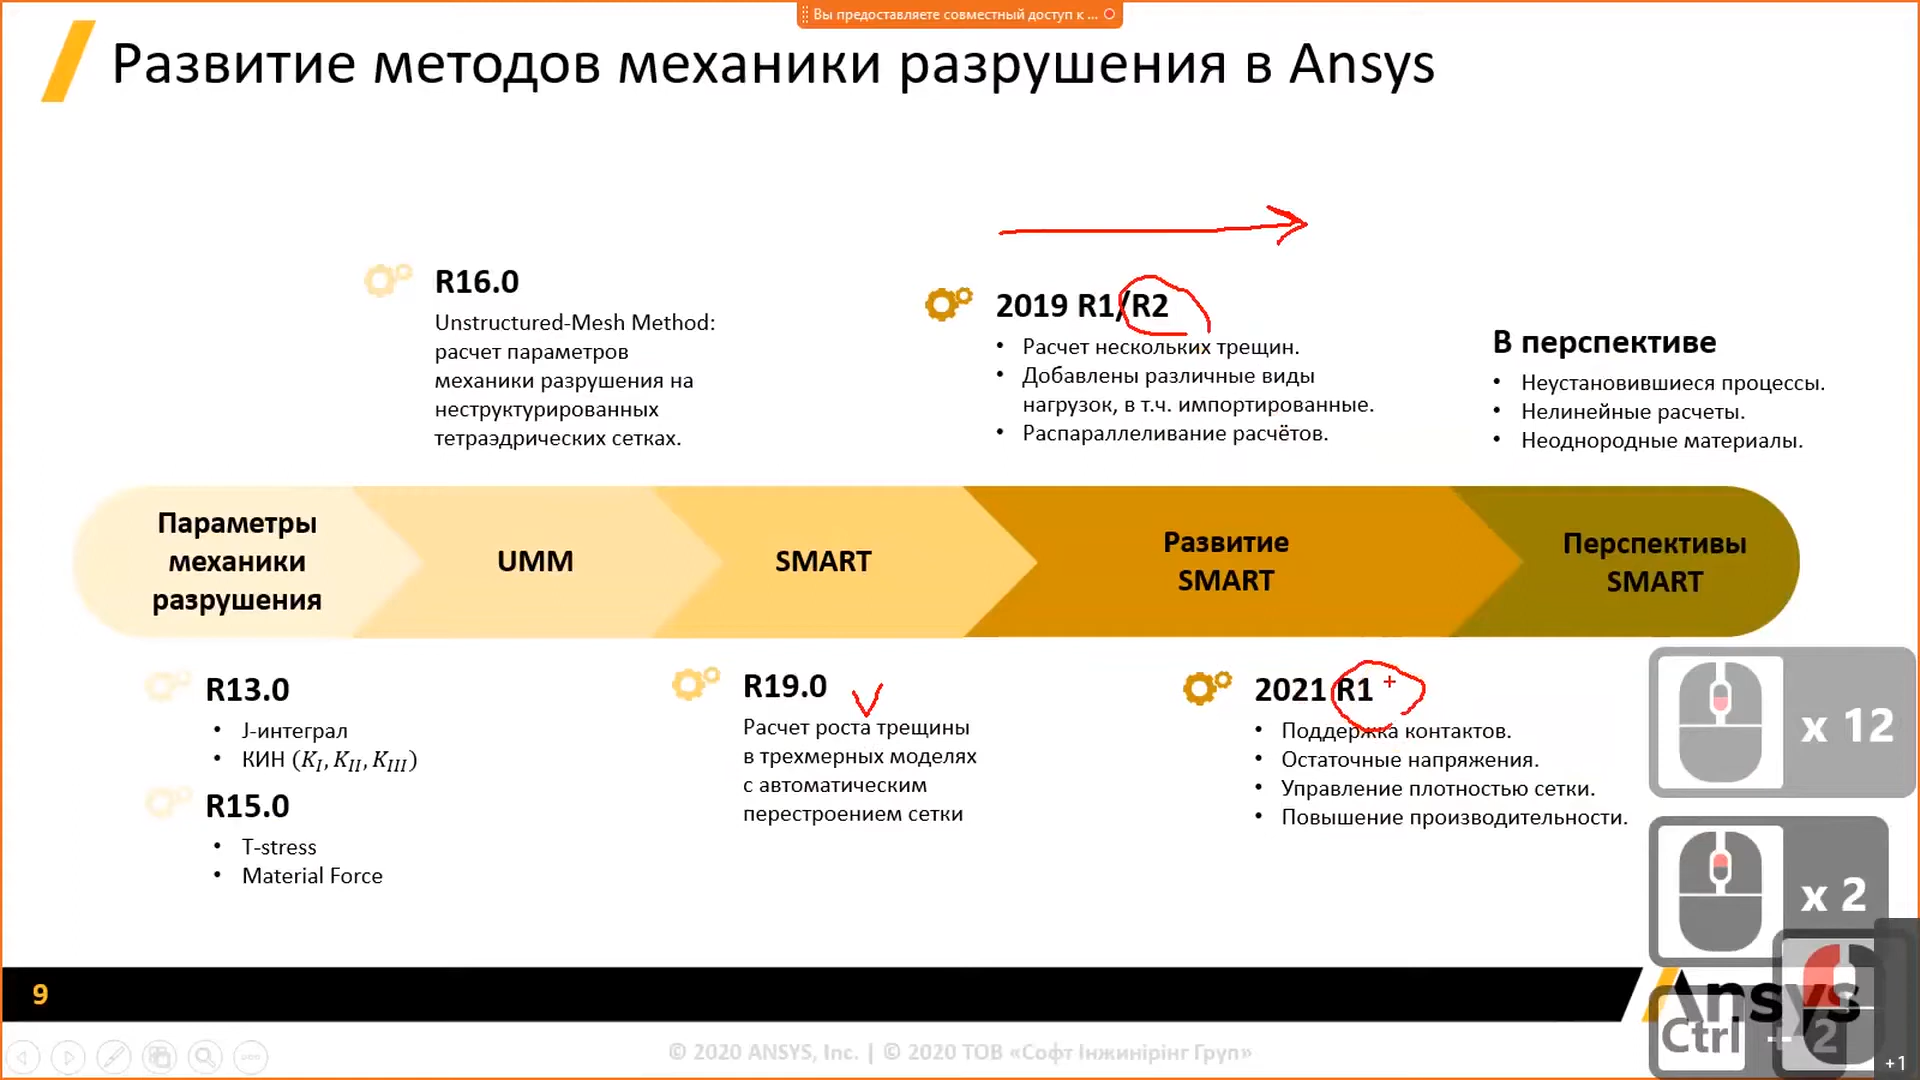 Вы предоставляете совместный доступ к ...
Развитие методов механики разрушения в Ansys
R16.0
Unstructured-Mesh Method:
расчет параметров
механики разрушения на
неструктурированных
тетраэдрических сетках.
2019 R1/R2
• Расчет нескольких трещин.
• Добавлены различные виды
нагрузок, в т.ч. импортированные.
• Распараллеливание расчётов.
В перспективе
• Неустановившиеся процессы.
• Нелинейные расчеты.
• Неоднородные материалы.
Параметры
механики
разрушения
UMM
SMART
Развитие
SMART
Перспективы
SMART
R13.0
• J-интеграл
• КИН (K_I, K_II, K_III)
R15.0
• T-stress
• Material Force
R19.0
Расчет роста трещины
в трехмерных моделях
с автоматическим
перестроением сетки
2021 R1
• Поддержка контактов.
• Остаточные напряжения.
• Управление плотностью сетки.
• Повышение производительности.
x 12
x 2
9
Ansys
Ctrl + 2
+1
© 2020 ANSYS, Inc. | © 2020 ТОВ «Софт Інжинірінг Груп»